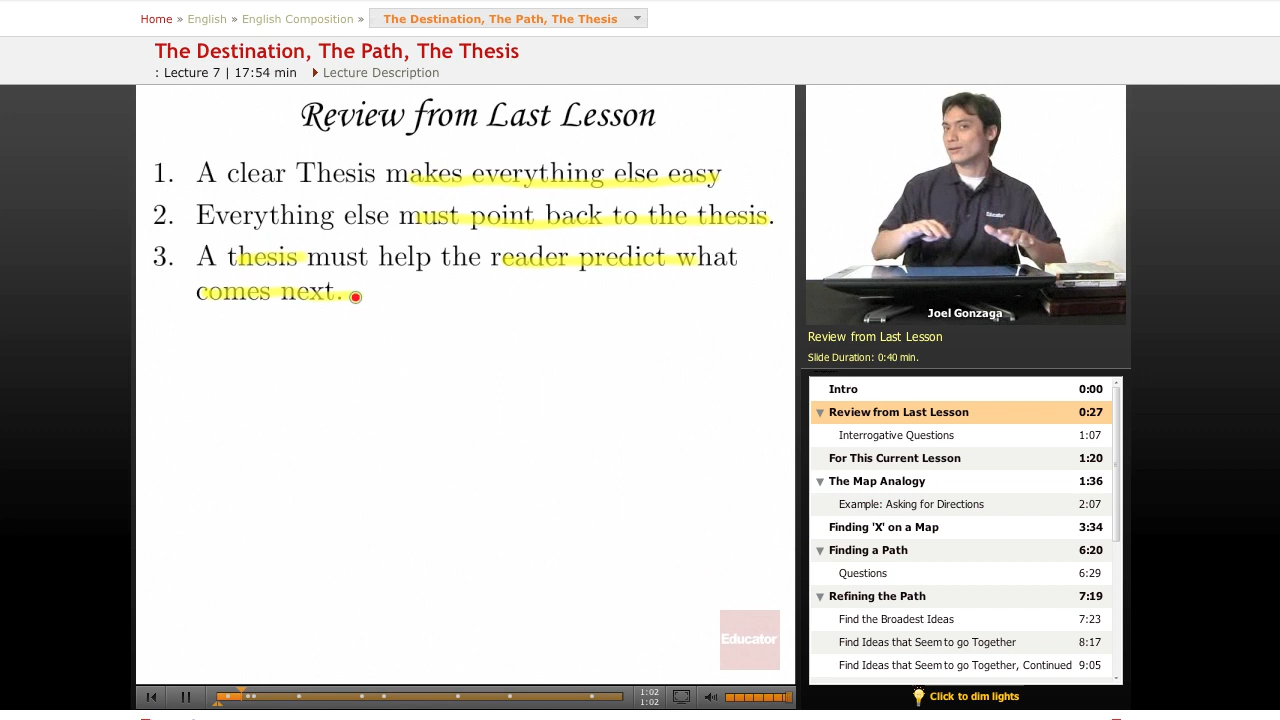 Home » English » English Composition » The Destination, The Path, The Thesis
The Destination, The Path, The Thesis
: Lecture 7 | 17:54 min Lecture Description
Review from Last Lesson
1. A clear Thesis makes everything else easy
2. Everything else must point back to the thesis.
3. A thesis must help the reader predict what
comes next.
Educator
1:02
1:02
Educator
Joel Gonzaga
Review from Last Lesson
Slide Duration: 0:40 min.
Intro 0:00
Review from Last Lesson 0:27
Interrogative Questions 1:07
For This Current Lesson 1:20
The Map Analogy 1:36
Example: Asking for Directions 2:07
Finding 'X' on a Map 3:34
Finding a Path 6:20
Questions 6:29
Refining the Path 7:19
Find the Broadest Ideas 7:23
Find Ideas that Seem to go Together 8:17
Find Ideas that Seem to go Together, Continued 9:05
Click to dim lights